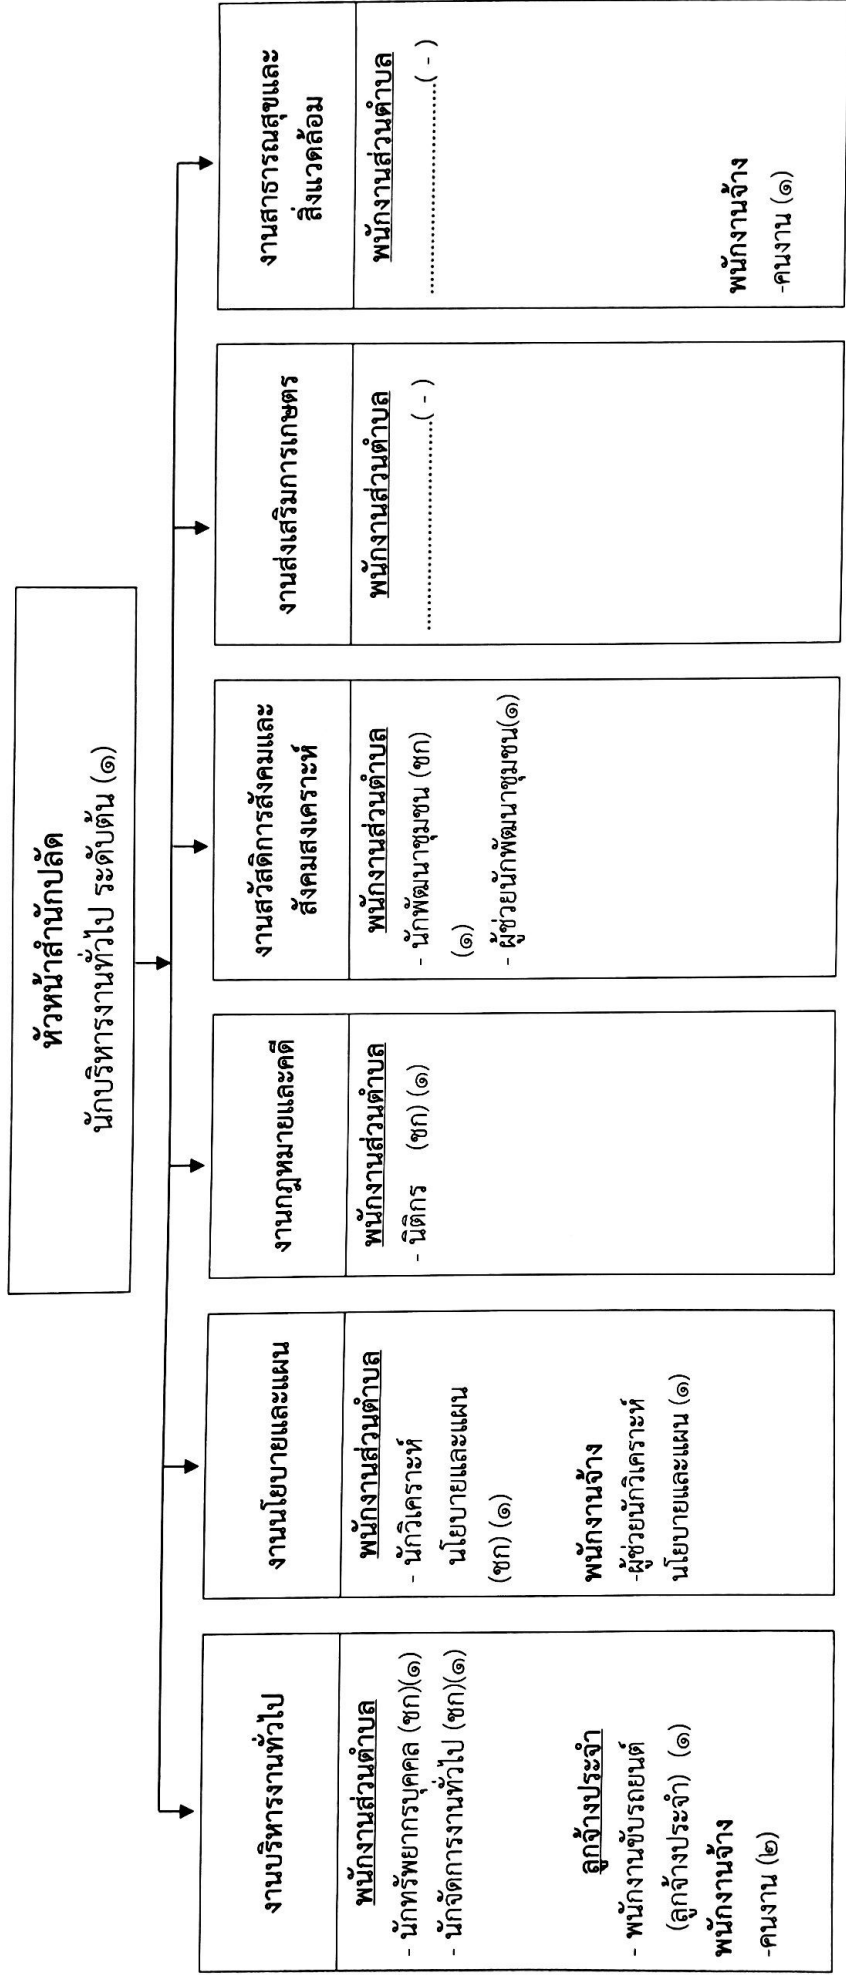 หัวหน้าสำนักปลัด
นักบริหารงานทั่วไป ระดับต้น (๑)
งานบริหารงานทั่วไป
พนักงานส่วนตำบล
- นักทรัพยากรบุคคล (ชก)(๑)
- นักจัดการงานทั่วไป (ชก)(๑)
ลูกจ้างประจำ
- พนักงานขับรถยนต์
(ลูกจ้างประจำ) (๑)
พนักงานจ้าง
-คนงาน (๒)
งานนโยบายและแผน
พนักงานส่วนตำบล
- นักวิเคราะห์
นโยบายและแผน
(ชก) (๑)
พนักงานจ้าง
-ผู้ช่วยนักวิเคราะห์
นโยบายและแผน (๑)
งานกฎหมายและคดี
พนักงานส่วนตำบล
- นิติกร (ชก) (๑)
งานสวัสดิการสังคมและ
สังคมสงเคราะห์
พนักงานส่วนตำบล
- นักพัฒนาชุมชน (ชก)
(๑)
- ผู้ช่วยนักพัฒนาชุมชน(๑)
งานส่งเสริมการเกษตร
พนักงานส่วนตำบล
..............................( - )
งานสาธารณสุขและ
สิ่งแวดล้อม
พนักงานส่วนตำบล
..............................( - )
พนักงานจ้าง
-คนงาน (๑)